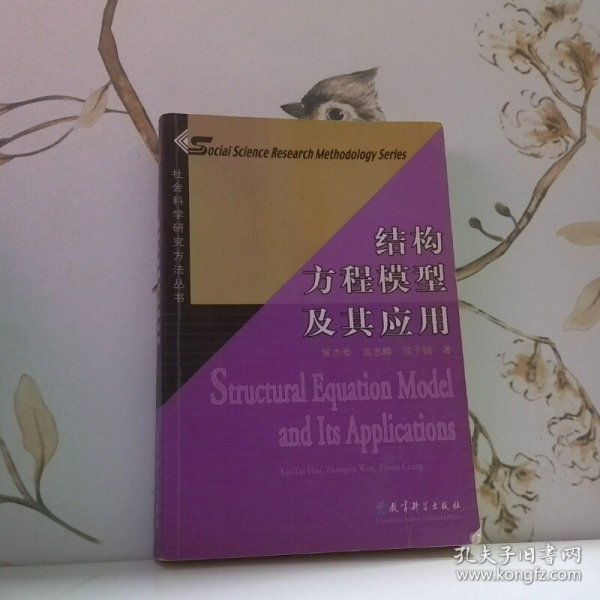 Social Science Research Methodology Series
社会科学研究方法丛书
结构
方程模型
及其应用
侯杰泰 温忠麟 成子娟 著
Structural Equation Model
and Its Applications
Kit-Tai Hau, Zhonglin Wen, Zijuan Cheng
教育科学出版社
孔夫子旧书网
www.kongfz.com